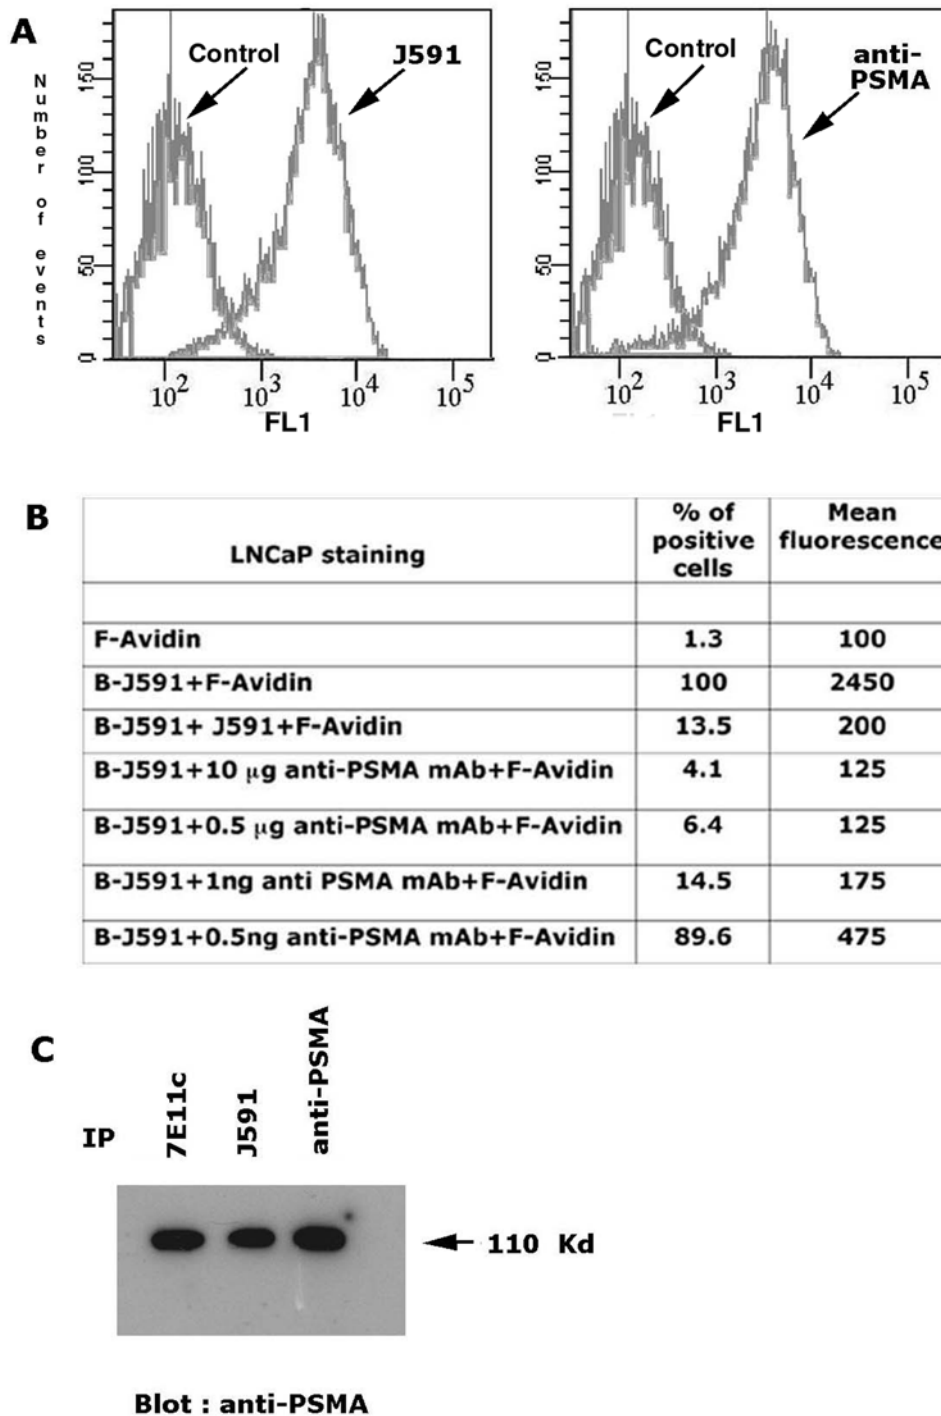 A
Number of events
Control
J591
150
100
50
0
10^2 10^3 10^4 10^5
FL1
Control
anti-
PSMA
150
100
50
0
10^2 10^3 10^4 10^5
FL1
B
LNCaP staining % of positive cells Mean fluorescence
F-Avidin 1.3 100
B-J591+F-Avidin 100 2450
B-J591+ J591+F-Avidin 13.5 200
B-J591+10 μg anti-PSMA mAb+F-Avidin 4.1 125
B-J591+0.5 μg anti-PSMA mAb+F-Avidin 6.4 125
B-J591+1ng anti PSMA mAb+F-Avidin 14.5 175
B-J591+0.5ng anti-PSMA mAb+F-Avidin 89.6 475
C
IP 7E11c J591 anti-PSMA
110 Kd
Blot : anti-PSMA